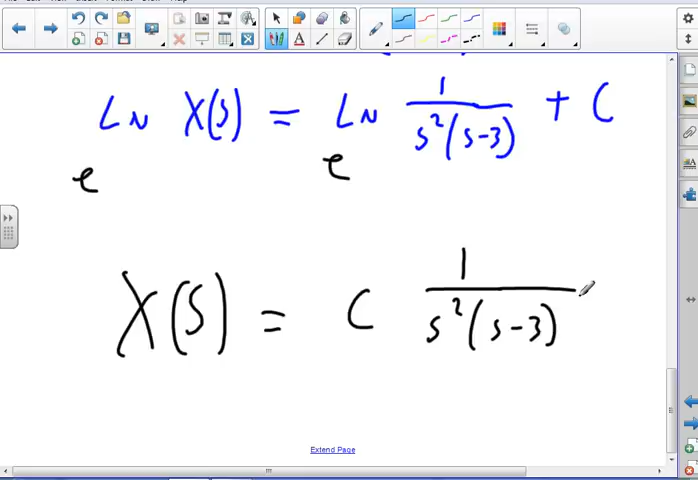 Ln X(S) = Ln 1/(s²(s-3)) + C
e e
X(S) = C 1/(s²(s-3))
Extend Page